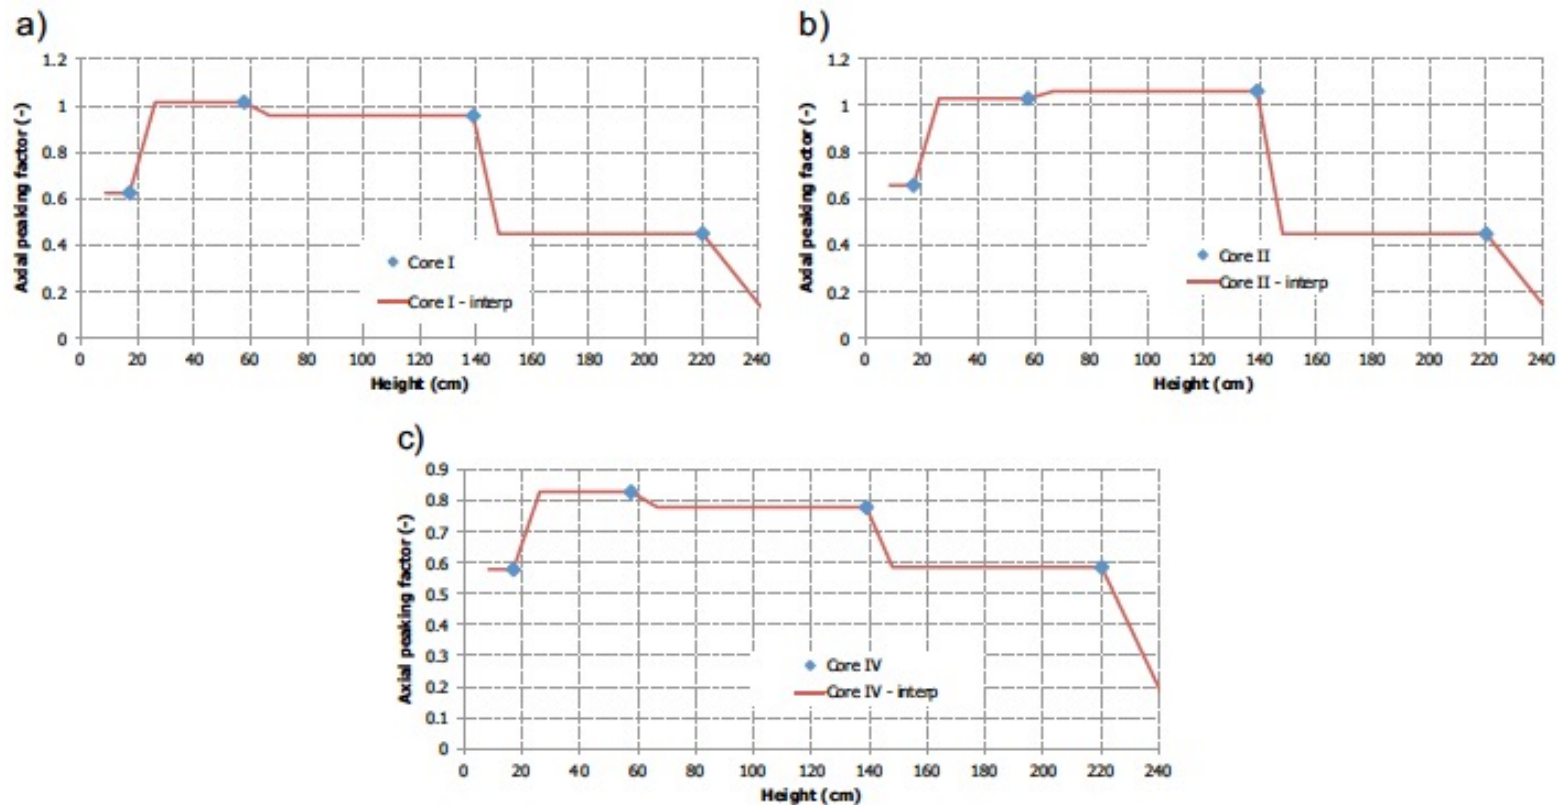 a)
Axial peaking factor (-)
1.2
1
0.8
0.6
0.4
0.2
0
Core I
Core I - interp
0 20 40 60 80 100 120 140 160 180 200 220 240
Height (cm)
b)
Axial peaking factor (-)
1.2
1
0.8
0.6
0.4
0.2
0
Core II
Core II - interp
0 20 40 60 80 100 120 140 160 180 200 220 240
Height (cm)
c)
Axial peaking factor (-)
0.9
0.8
0.7
0.6
0.5
0.4
0.3
0.2
0.1
0
Core IV
Core IV - interp
0 20 40 60 80 100 120 140 160 180 200 220 240
Height (cm)